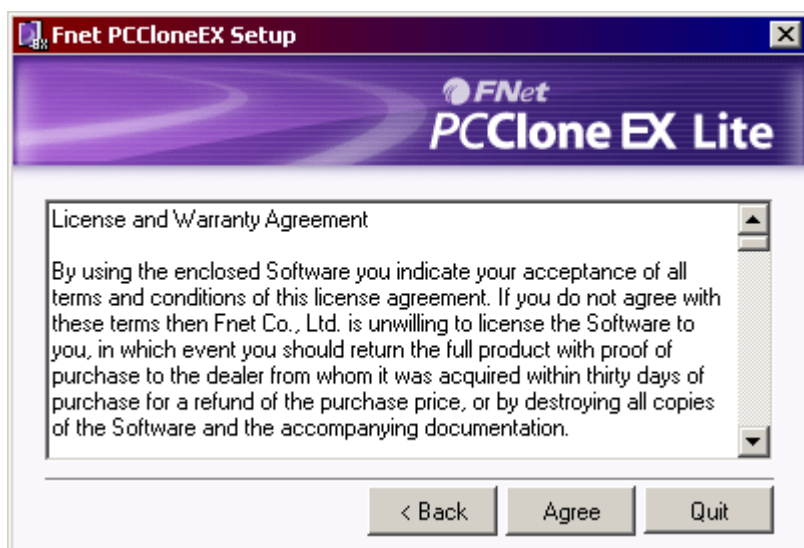 Fnet PCCloneEX Setup
FNet
PCClone EX Lite
License and Warranty Agreement
By using the enclosed Software you indicate your acceptance of all
terms and conditions of this license agreement. If you do not agree with
these terms then Fnet Co., Ltd. is unwilling to license the Software to
you, in which event you should return the full product with proof of
purchase to the dealer from whom it was acquired within thirty days of
purchase for a refund of the purchase price, or by destroying all copies
of the Software and the accompanying documentation.
< Back Agree Quit